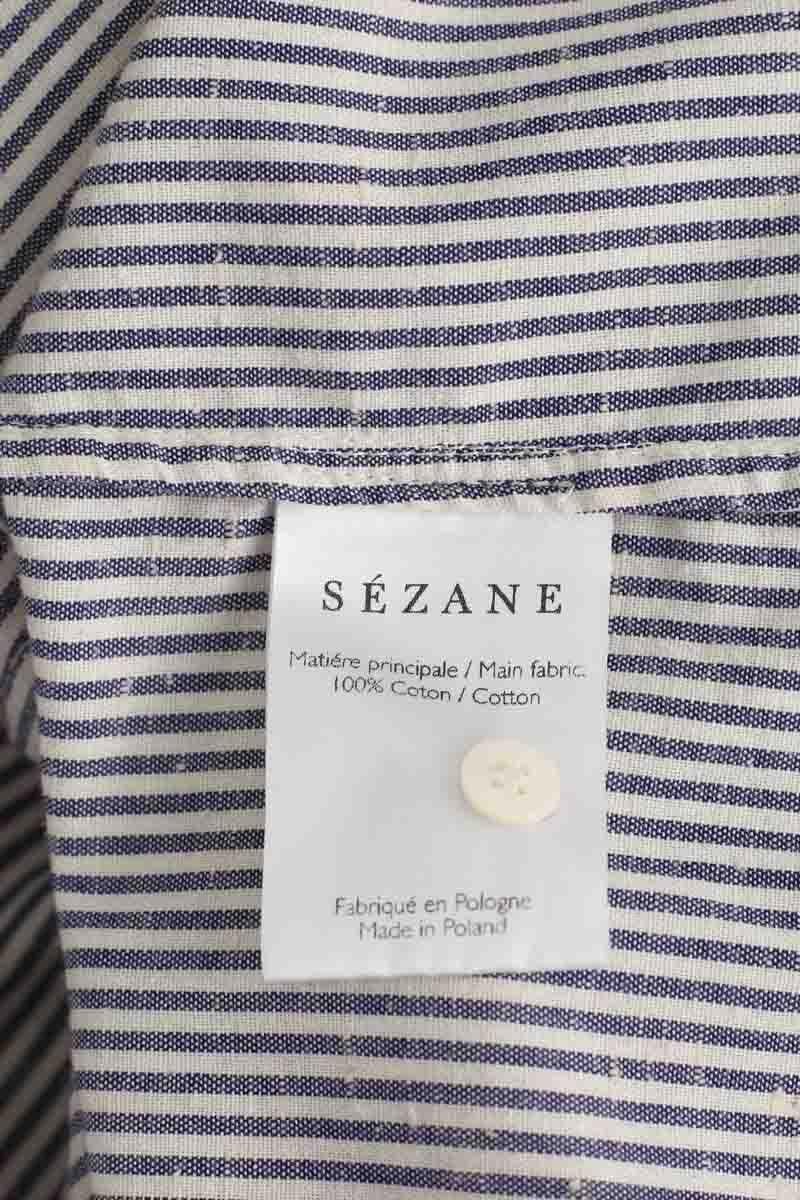 SÉZANE
Matiére principale / Main fabric.
100% Coton / Cotton
Fabriqué en Pologne
Made in Poland